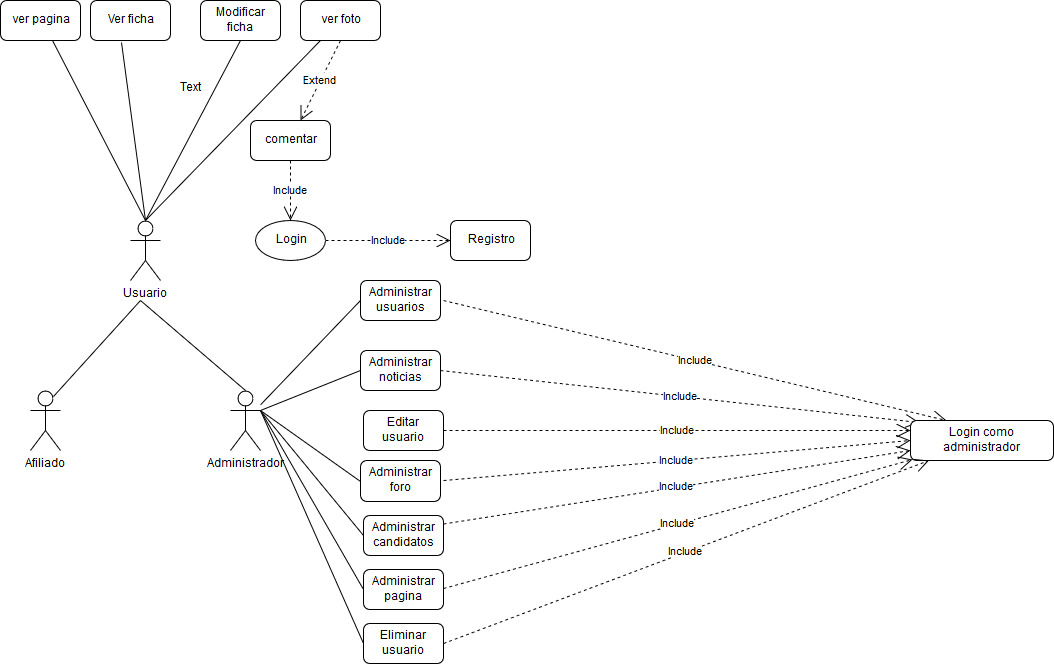 ver pagina
Ver ficha
Modificar
ficha
ver foto
Text
Extend
comentar
Include
Login
Include
Registro
Usuario
Administrar
usuarios
Include
Administrar
noticias
Include
Editar
usuario
Include
Login como
administrador
Afiliado
Administrador
Administrar
foro
Include
Include
Administrar
candidatos
Include
Administrar
pagina
Include
Eliminar
usuario